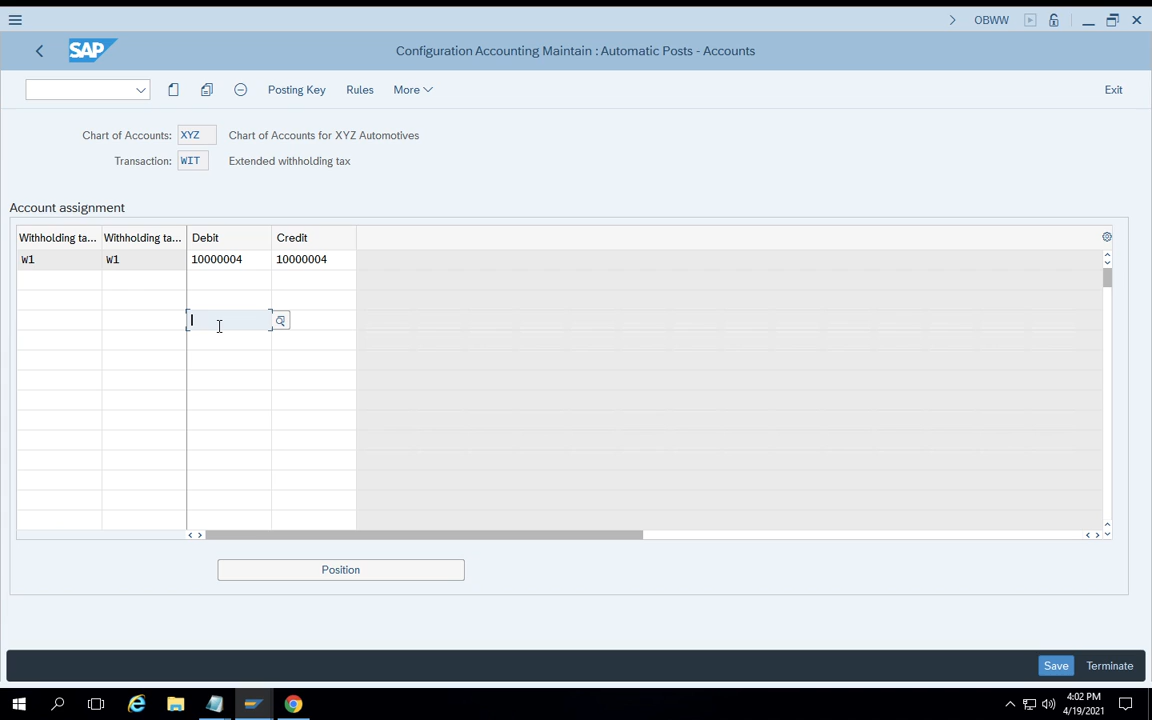 OBWW
SAP
Configuration Accounting Maintain : Automatic Posts - Accounts
Posting Key Rules More Exit
Chart of Accounts: XYZ Chart of Accounts for XYZ Automotives
Transaction: WIT Extended withholding tax
Account assignment
Withholding ta... Withholding ta... Debit Credit
W1 W1 10000004 10000004
Position
Save Terminate
4:02 PM
4/19/2021